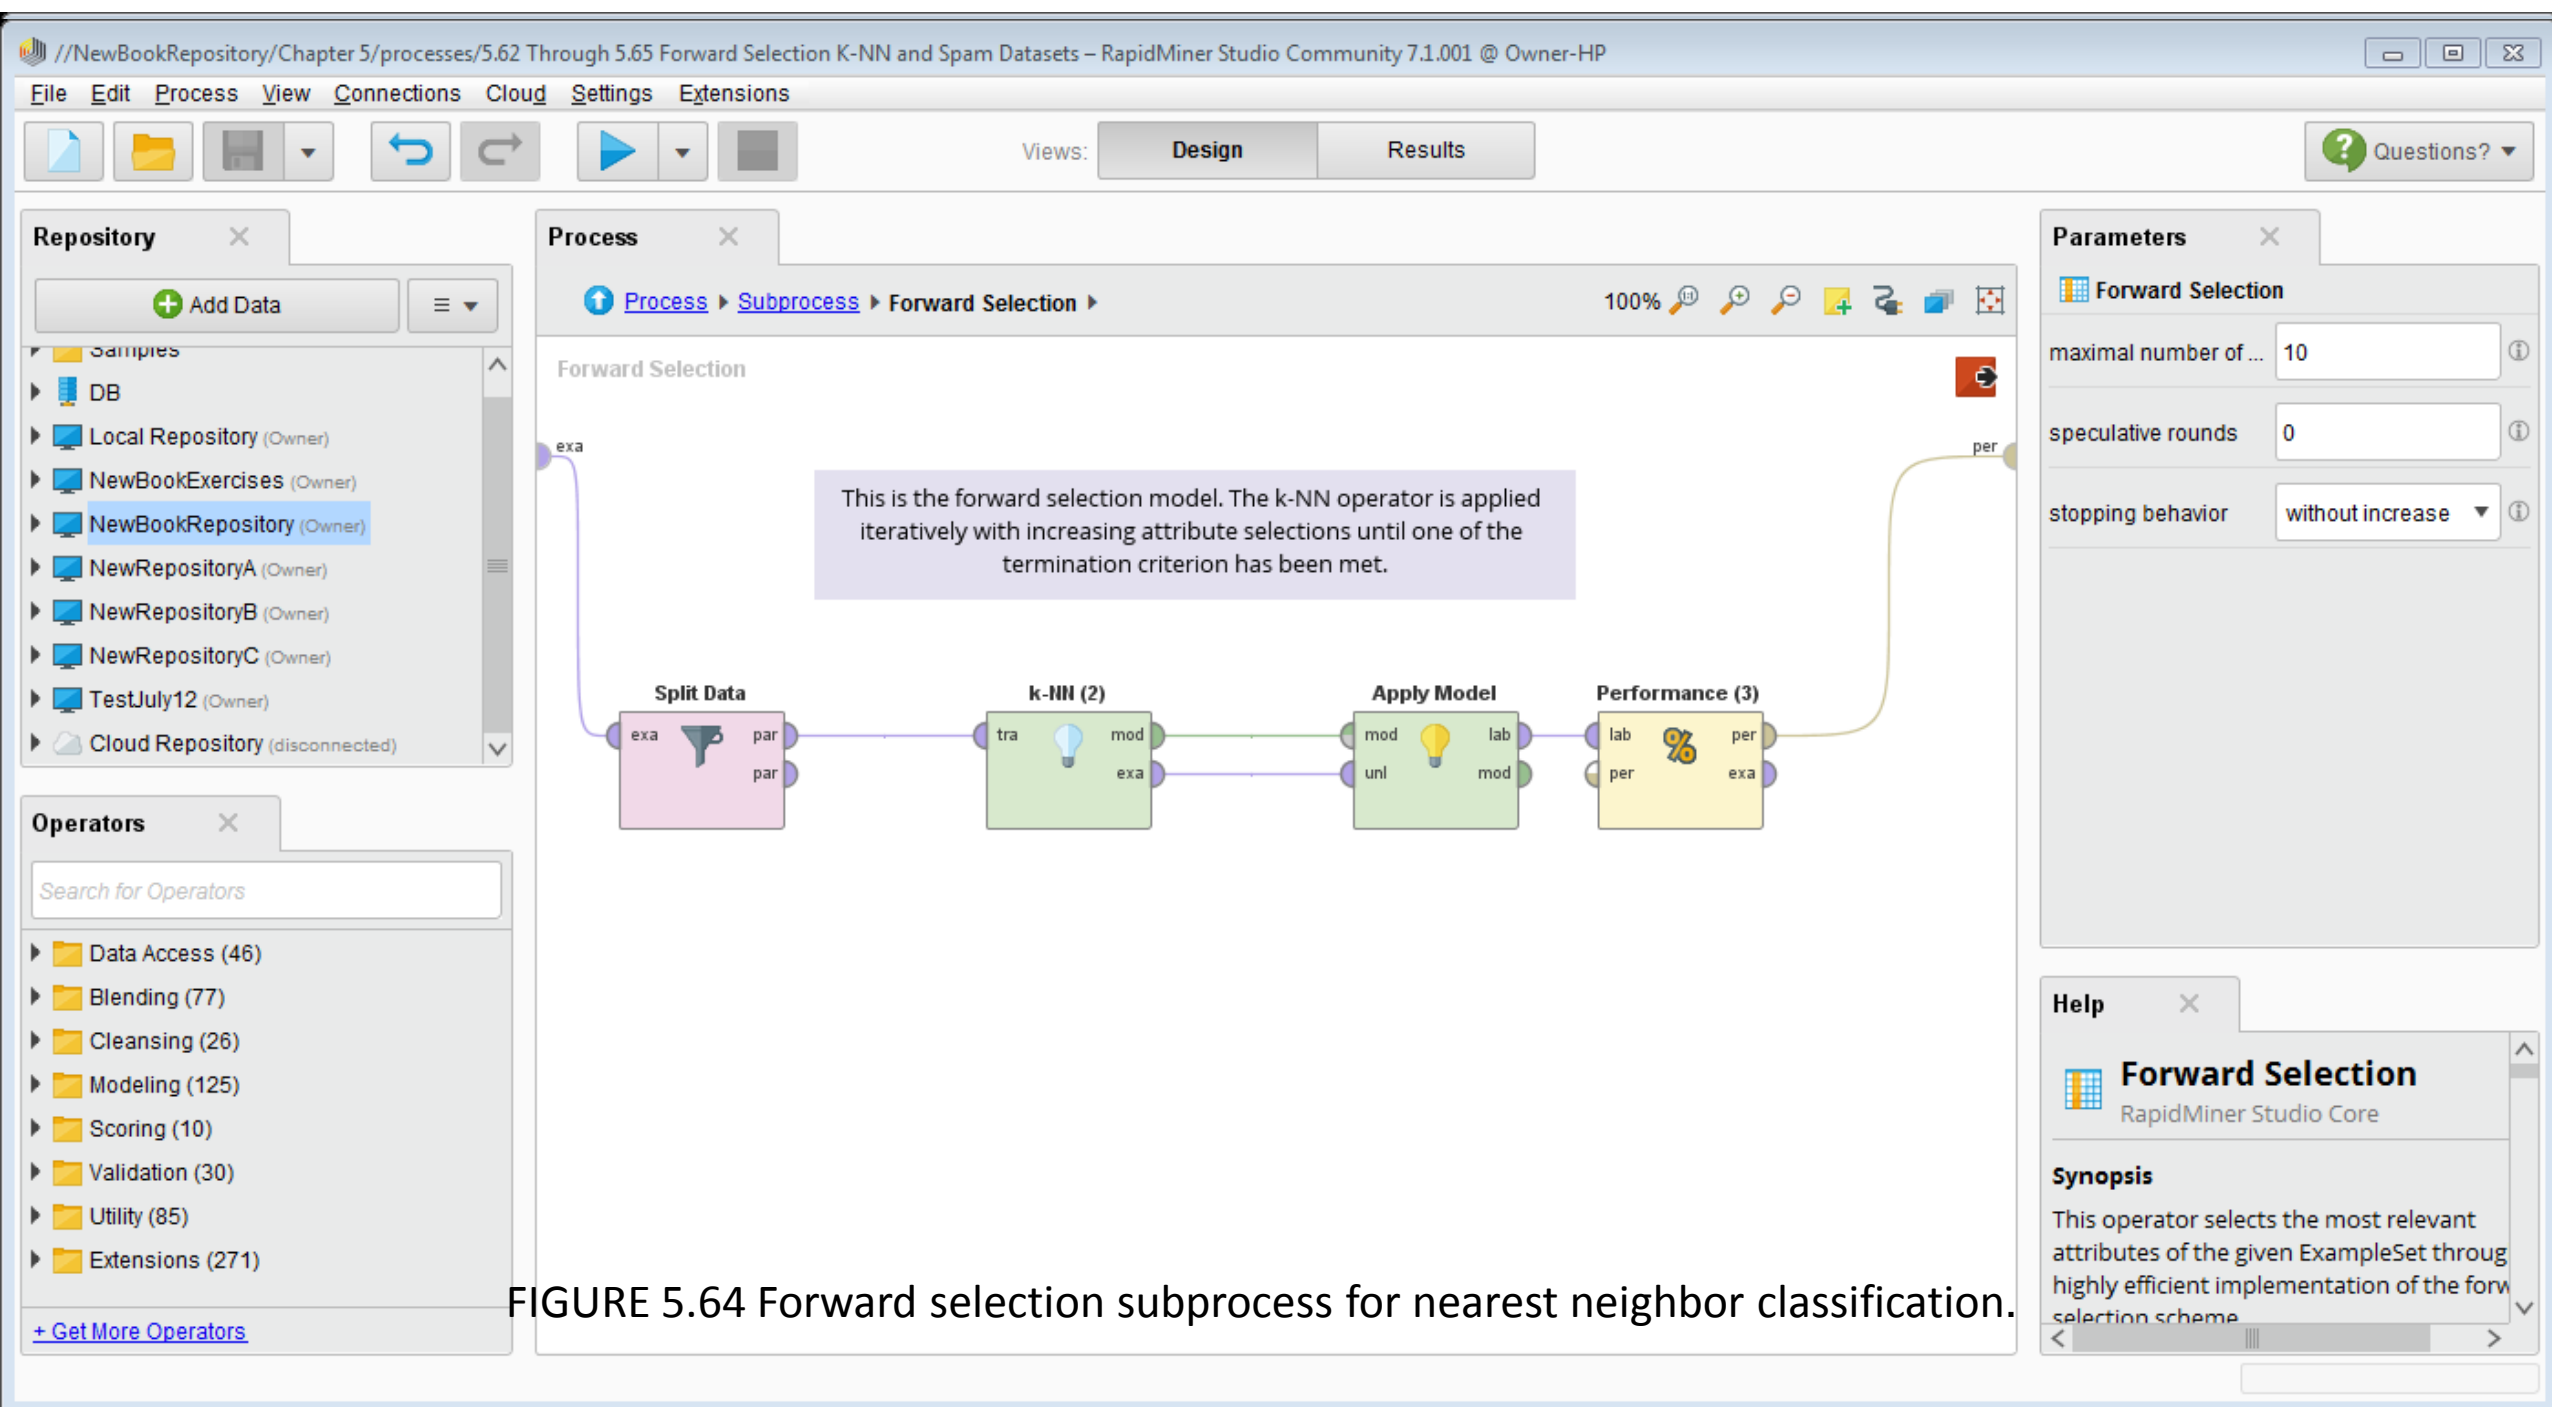 //NewBookRepository/Chapter 5/processes/5.62 Through 5.65 Forward Selection K-NN and Spam Datasets – RapidMiner Studio Community 7.1.001 @ Owner-HP
File Edit Process View Connections Cloud Settings Extensions
Views: Design Results
Questions?
Repository
Add Data
Samples
DB
Local Repository (Owner)
NewBookExercises (Owner)
NewBookRepository (Owner)
NewRepositoryA (Owner)
NewRepositoryB (Owner)
NewRepositoryC (Owner)
TestJuly12 (Owner)
Cloud Repository (disconnected)
Operators
Search for Operators
Data Access (46)
Blending (77)
Cleansing (26)
Modeling (125)
Scoring (10)
Validation (30)
Utility (85)
Extensions (271)
+ Get More Operators
Process
Process Subprocess Forward Selection
100%
Forward Selection
exa
per
This is the forward selection model. The k-NN operator is applied
iteratively with increasing attribute selections until one of the
termination criterion has been met.
Split Data
exa par
par
k-NN (2)
tra mod
exa
Apply Model
mod lab
unl mod
Performance (3)
lab % per
per exa
FIGURE 5.64 Forward selection subprocess for nearest neighbor classification.
Parameters
Forward Selection
maximal number of ... 10
speculative rounds 0
stopping behavior without increase
Help
Forward Selection
RapidMiner Studio Core
Synopsis
This operator selects the most relevant
attributes of the given ExampleSet throug
highly efficient implementation of the forw
selection scheme